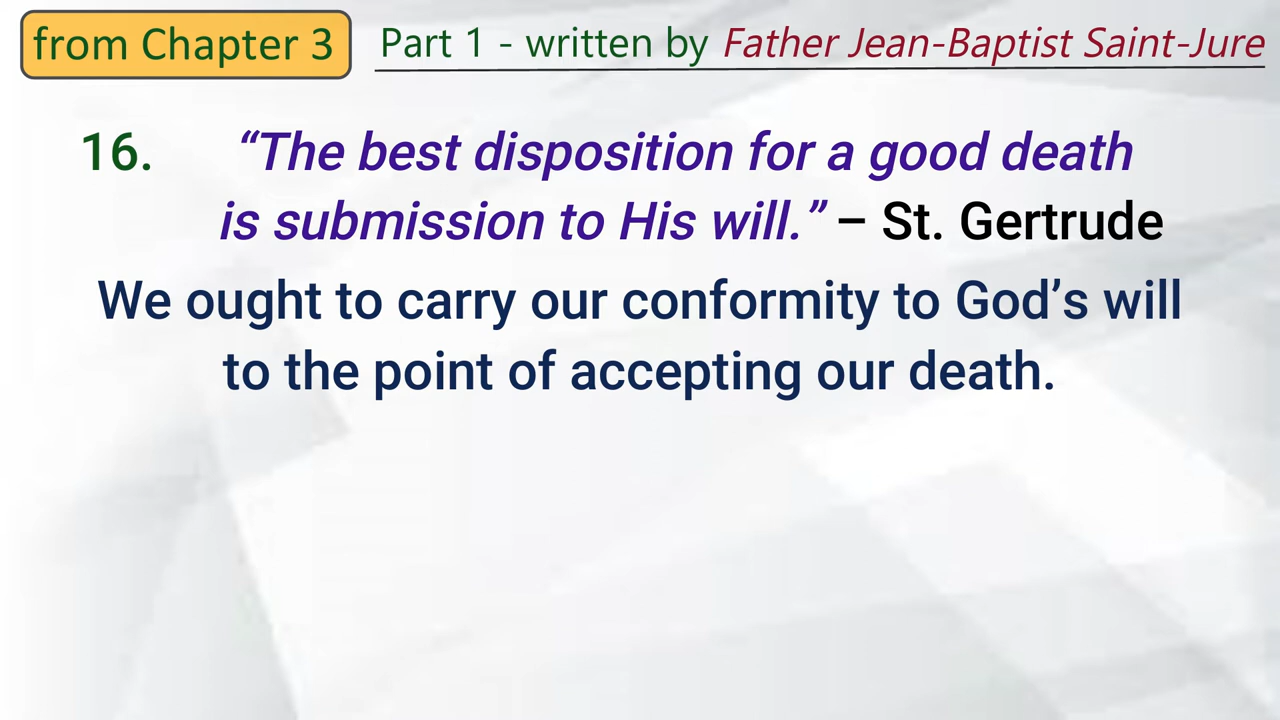 from Chapter 3 Part 1 - written by Father Jean-Baptist Saint-Jure
16. “The best disposition for a good death
is submission to His will.” – St. Gertrude
We ought to carry our conformity to God’s will
to the point of accepting our death.